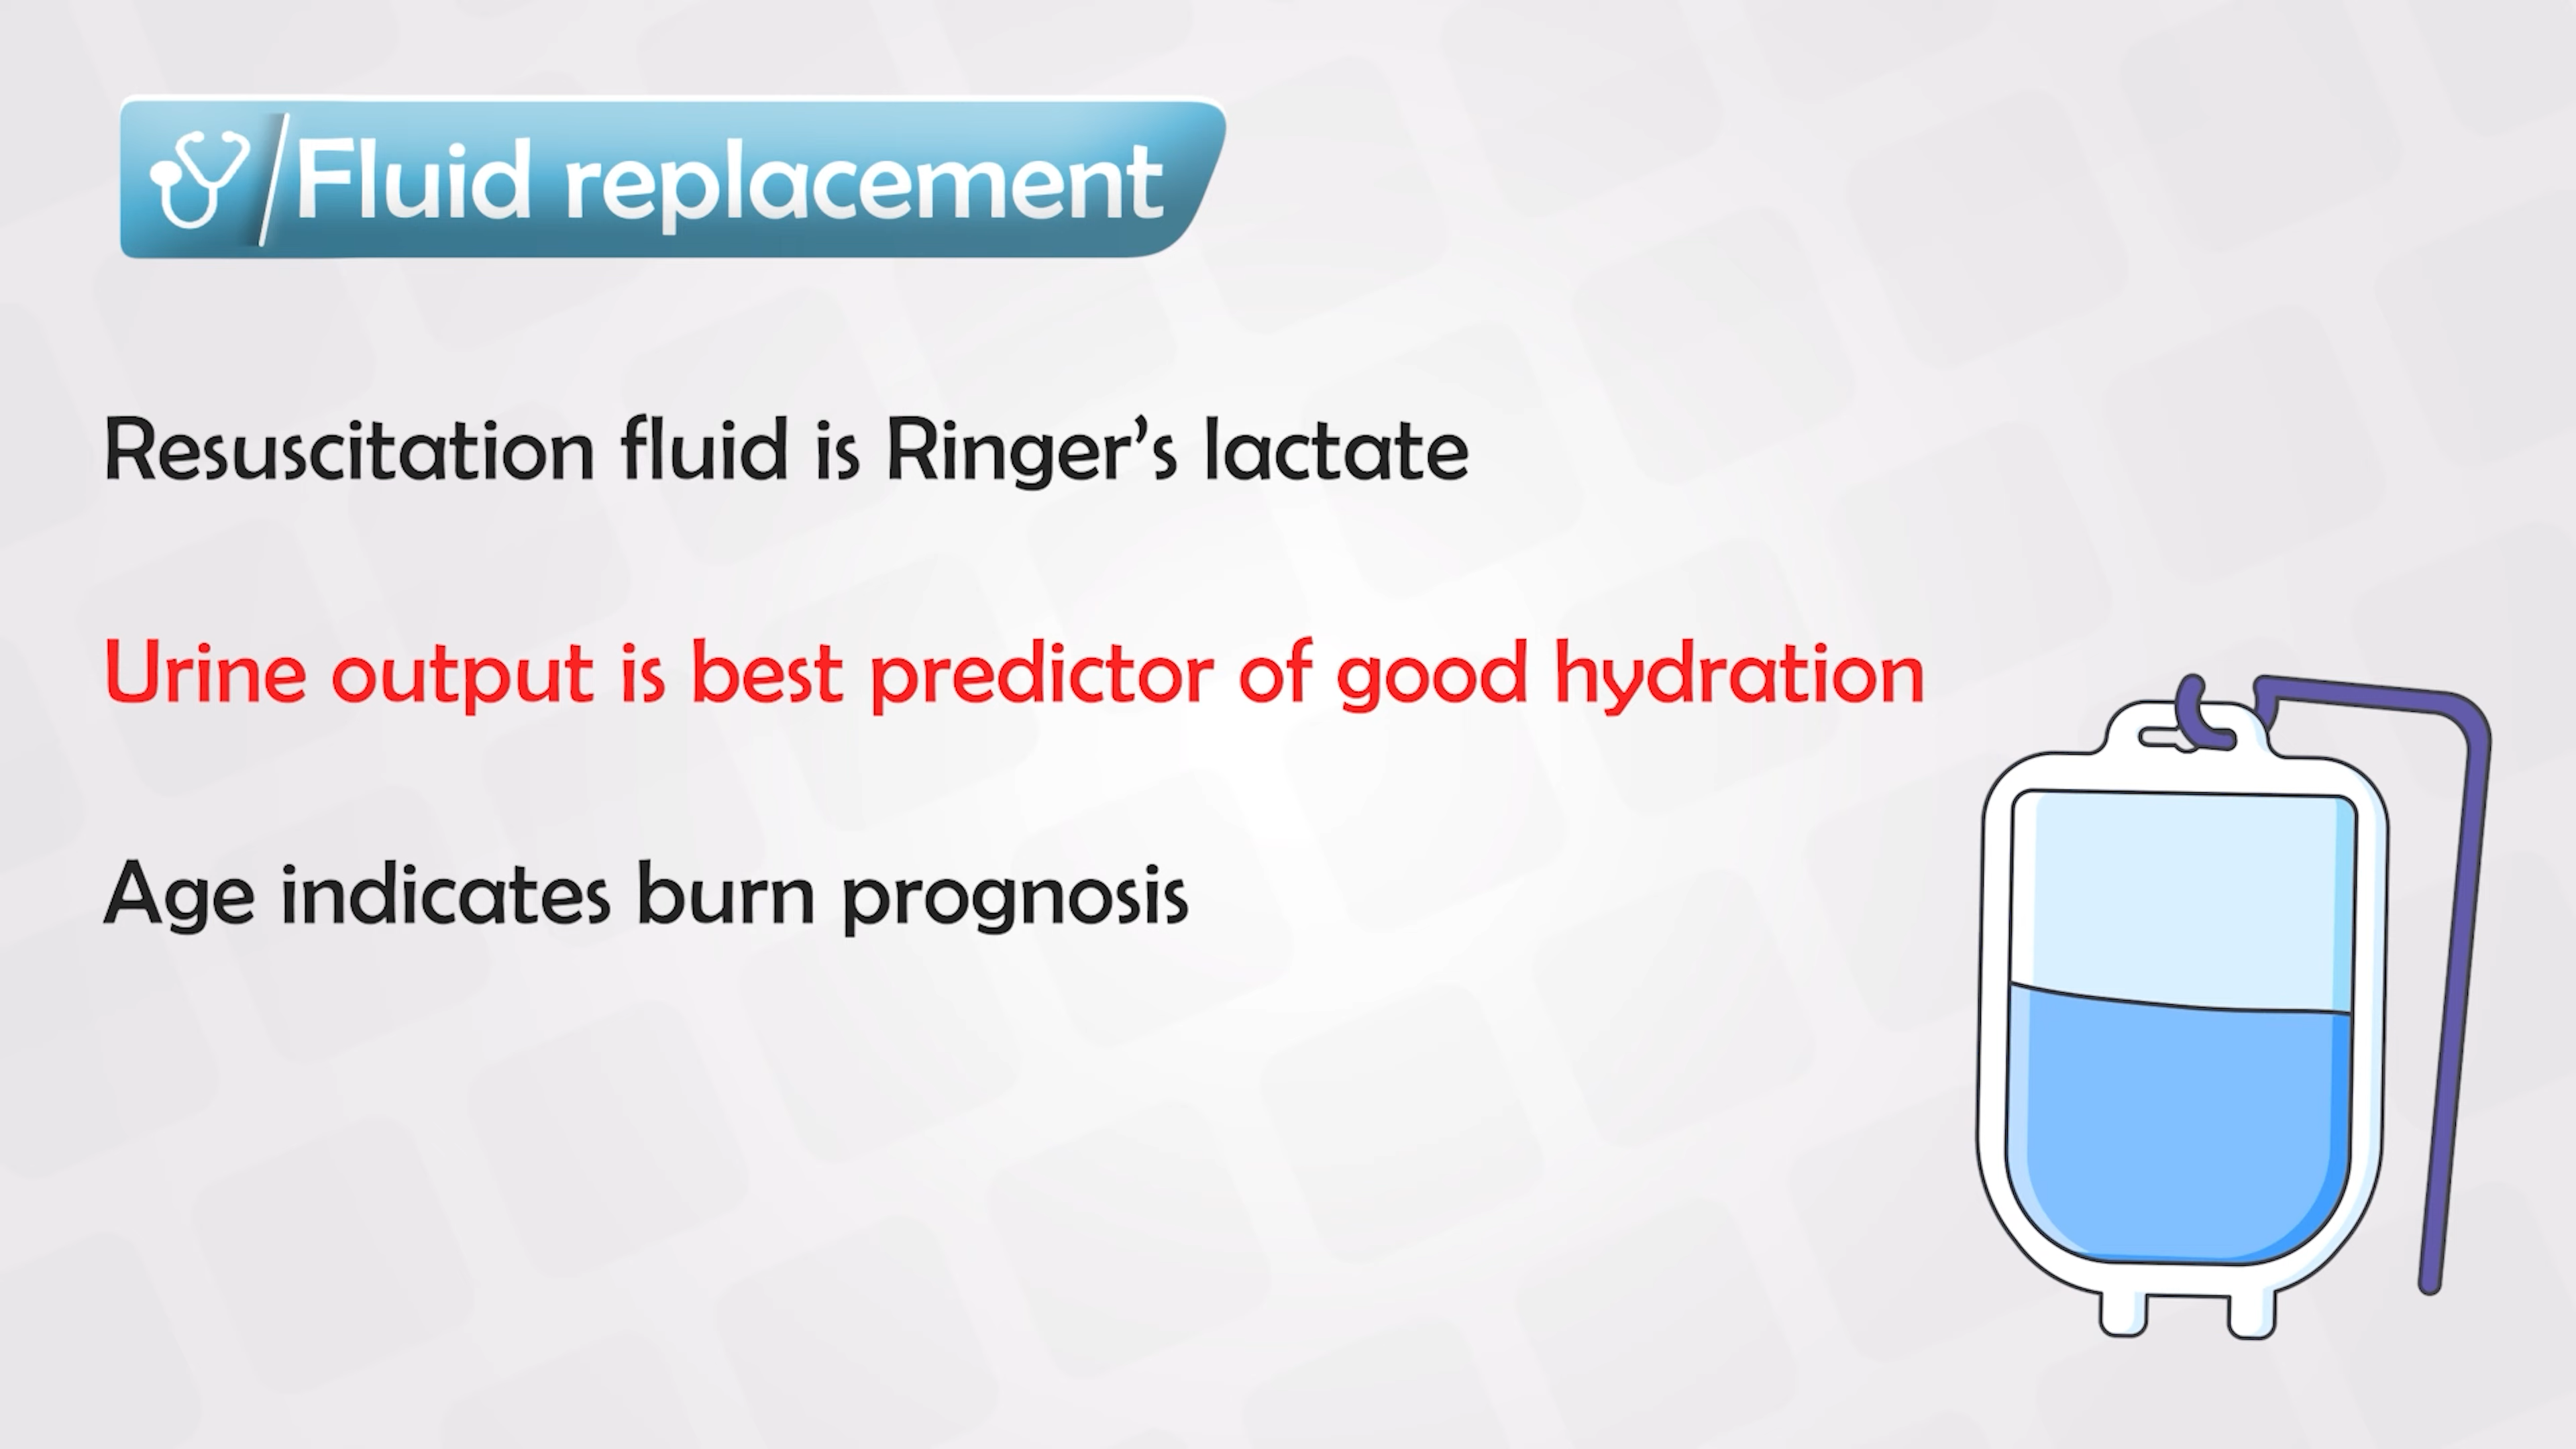 Fluid replacement
Resuscitation fluid is Ringer’s lactate
Urine output is best predictor of good hydration
Age indicates burn prognosis